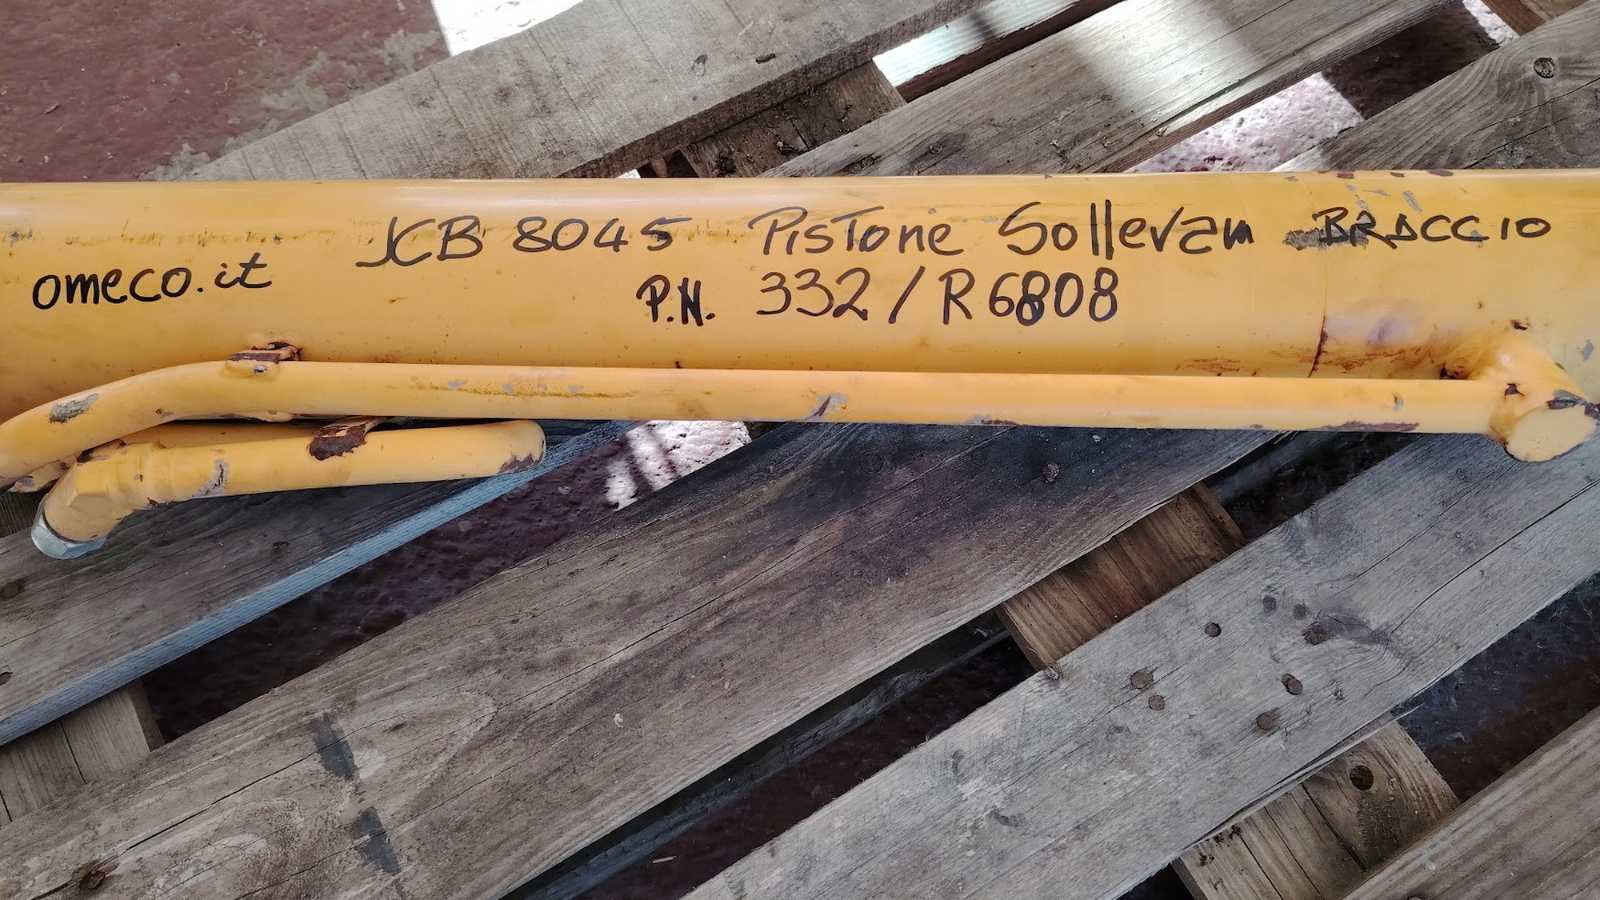 JCB 8045 PisTone Sollevam BRACCIO
omeco.it
P.N. 332/R6808